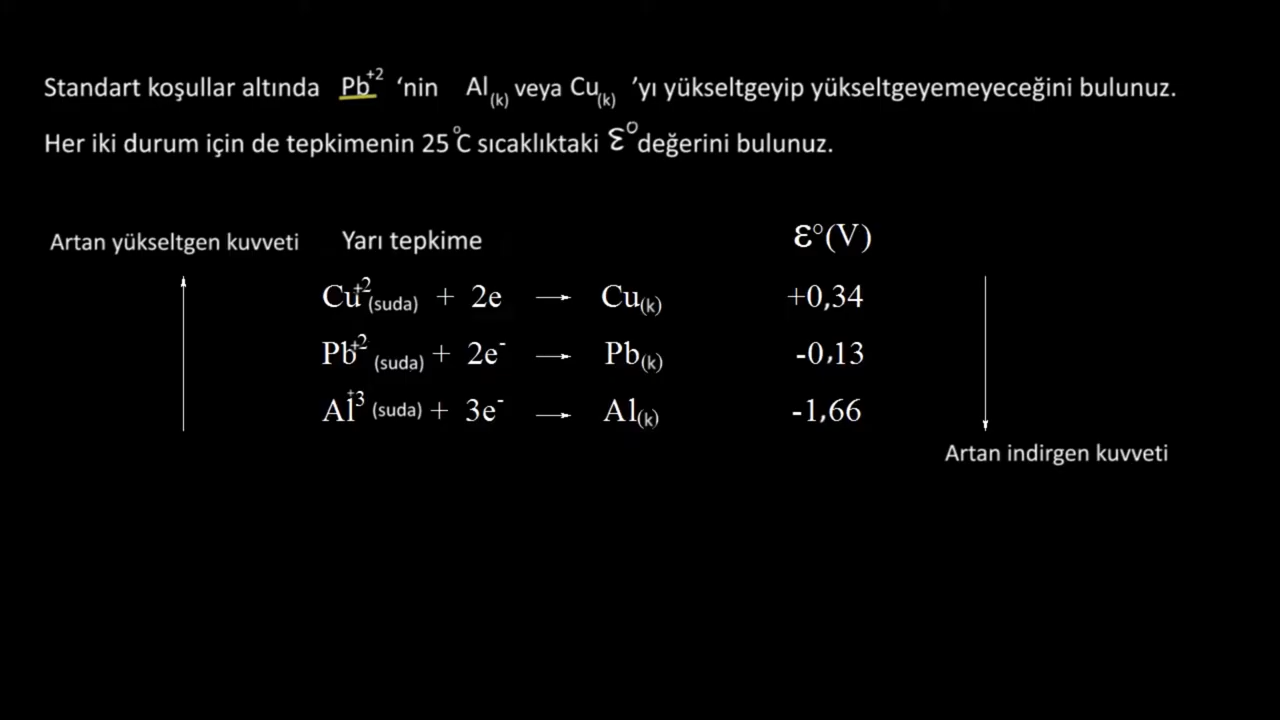 Standart koşullar altında Pb⁺² ‘nin Al(k) veya Cu(k) ’yı yükseltgeyip yükseltgeyemeyeceğini bulunuz.
Her iki durum için de tepkimenin 25°C sıcaklıktaki Ɛ° değerini bulunuz.
Artan yükseltgen kuvveti Yarı tepkime Ɛ°(V)
Cu⁺²(suda) + 2e → Cu(k) +0,34
Pb⁺²(suda) + 2e⁻ → Pb(k) -0,13
Al⁺³(suda) + 3e⁻ → Al(k) -1,66
Artan indirgen kuvveti